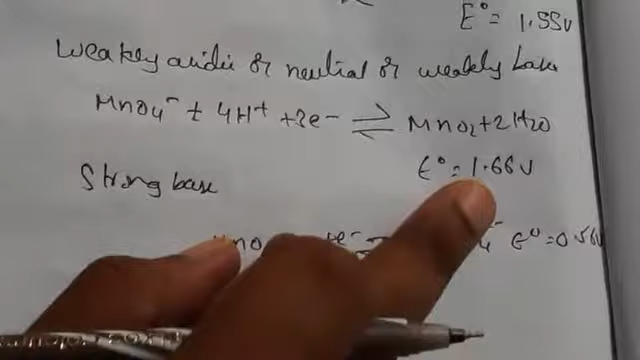 E° = 1.55V
Weakly acidic or neutral or weakly base
MnO4⁻ + 4H⁺ + 3e⁻ ⇌ MnO2 + 2H2O
E° = 1.66V
Strong base
e⁻ ⇌ E° = 0.56V